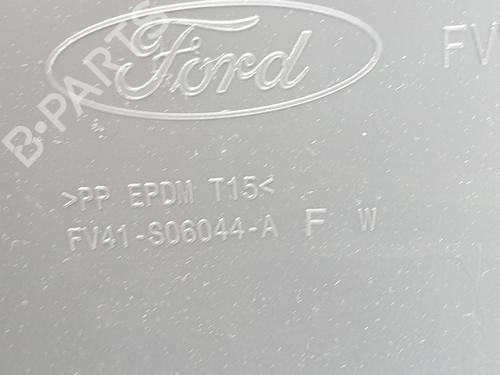 B-PARTS
Ford
FV
>PP EPDM T15<
FV41-S06044-A F W